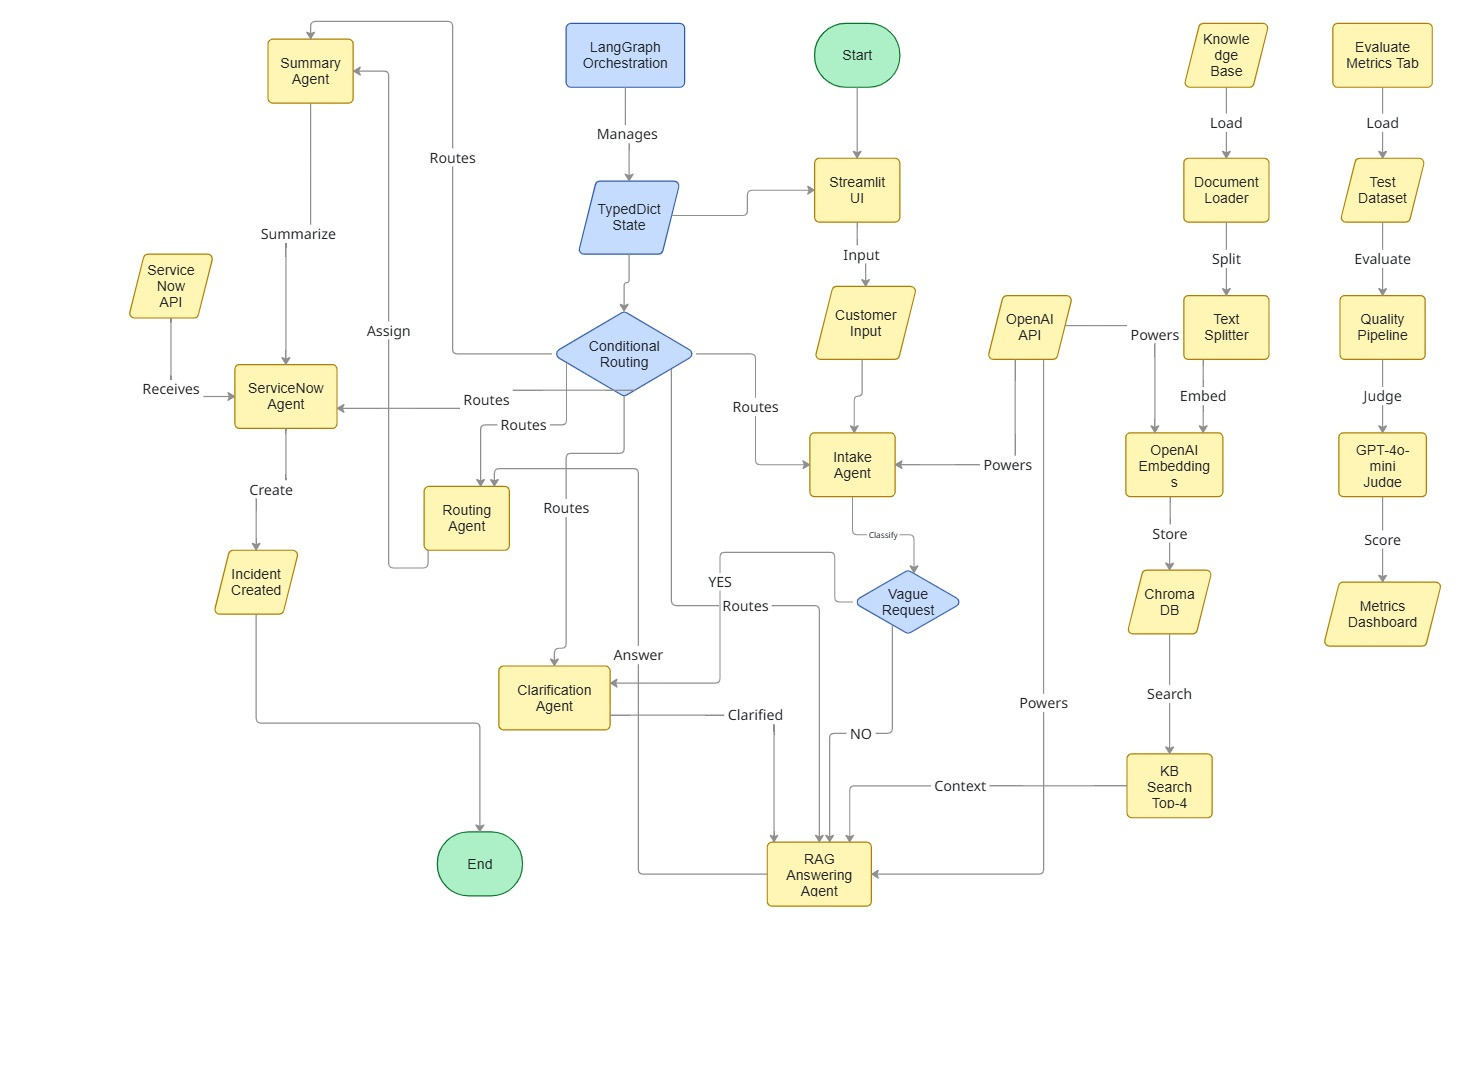 LangGraph
Orchestration
Start
Knowle
dge
Base
Evaluate
Metrics Tab
Summary
Agent
Load
Load
Manages
Routes
Streamlit
UI
Document
Loader
Test
Dataset
TypedDict
State
Summarize
Input
Split
Evaluate
Service
Now
API
Customer
Input
OpenAI
API
Text
Splitter
Quality
Pipeline
Assign
Powers
Conditional
Routing
Receives
ServiceNow
Agent
Routes
Routes
Routes
Embed
Judge
Intake
Agent
Powers
OpenAI
Embedding
s
GPT-4o-
mini
Judge
Create
Routing
Agent
Routes
Classify
Store
Score
Incident
Created
YES
Routes
Vague
Request
Chroma
DB
Metrics
Dashboard
Answer
Clarification
Agent
Clarified
NO
Powers
Search
Context
KB
Search
Top-4
End
RAG
Answering
Agent